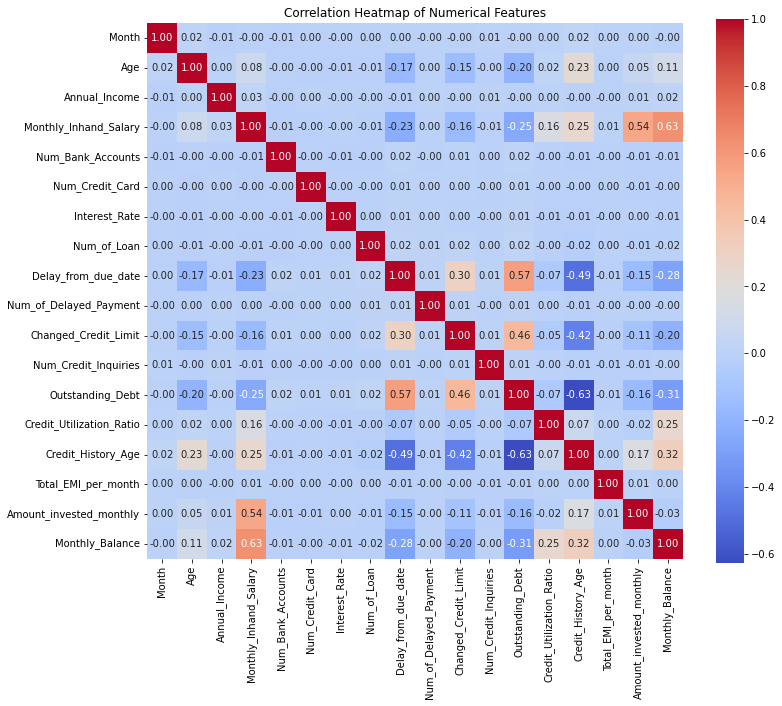 Correlation Heatmap of Numerical Features
Month 1.00 0.02 -0.01 -0.00 -0.01 0.00 -0.00 0.00 0.00 0.00 -0.00 0.01 -0.00 0.00 0.02 -0.00 0.00 -0.00
Age 0.02 1.00 0.00 0.08 -0.00 0.00 -0.01 -0.01 -0.17 0.00 -0.15 -0.00 -0.20 0.02 0.23 0.00 0.05 0.11
Annual_Income -0.01 0.00 1.00 0.03 -0.00 0.00 -0.00 -0.00 -0.01 0.00 -0.00 0.01 -0.00 0.00 -0.00 -0.00 0.01 0.02
Monthly_Inhand_Salary -0.00 0.08 0.03 1.00 -0.01 -0.00 -0.01 -0.01 -0.23 0.00 -0.16 -0.01 -0.25 0.16 0.25 0.01 0.54 0.63
Num_Bank_Accounts -0.01 -0.00 -0.00 -0.01 1.00 -0.00 -0.01 -0.00 0.02 -0.00 0.01 0.00 0.02 -0.00 -0.01 0.00 -0.01 -0.01
Num_Credit_Card 0.00 0.00 0.00 -0.00 -0.00 1.00 -0.00 0.00 0.01 0.00 0.00 -0.00 0.01 -0.00 -0.01 -0.00 -0.01 -0.00
Interest_Rate -0.00 -0.01 -0.00 -0.01 -0.01 -0.00 1.00 0.00 0.01 0.00 0.00 -0.00 0.01 -0.01 -0.01 -0.00 0.00 -0.01
Num_of_Loan 0.00 -0.01 -0.00 -0.01 -0.00 0.00 0.00 1.00 0.02 0.01 0.02 0.00 0.02 -0.00 -0.02 0.00 -0.01 -0.02
Delay_from_due_date 0.00 -0.17 -0.01 -0.23 0.02 0.01 0.01 0.02 1.00 0.01 0.30 0.01 0.57 -0.07 -0.49 -0.01 -0.15 -0.28
Num_of_Delayed_Payment 0.00 0.00 0.00 0.00 -0.00 0.00 0.00 0.01 0.01 1.00 0.01 -0.00 0.01 0.00 -0.01 0.00 -0.00 -0.00
Changed_Credit_Limit -0.00 -0.15 -0.00 -0.16 0.01 0.00 0.00 0.02 0.30 0.01 1.00 0.01 0.46 -0.05 -0.42 -0.00 -0.11 -0.20
Num_Credit_Inquiries 0.01 -0.00 0.01 -0.01 0.00 -0.00 -0.00 0.00 0.01 -0.00 0.01 1.00 0.01 -0.00 -0.01 0.00 -0.00 -0.01
Outstanding_Debt -0.00 -0.20 -0.00 -0.25 0.02 0.01 0.01 0.02 0.57 0.01 0.46 0.01 1.00 -0.07 -0.63 -0.01 -0.16 -0.31
Credit_Utilization_Ratio 0.00 0.02 0.00 0.16 -0.00 -0.00 -0.01 -0.00 -0.07 0.00 -0.05 -0.00 -0.07 1.00 0.07 0.00 -0.02 0.25
Credit_History_Age 0.02 0.23 -0.00 0.25 -0.01 -0.01 -0.01 -0.02 -0.49 -0.01 -0.42 -0.01 -0.63 0.07 1.00 0.00 0.17 0.32
Total_EMI_per_month -0.00 0.00 -0.00 0.01 0.00 -0.00 -0.00 0.00 -0.01 0.00 -0.00 0.00 -0.01 0.00 0.00 1.00 0.01 0.00
Amount_invested_monthly 0.00 0.05 0.01 0.54 -0.01 -0.01 0.00 -0.01 -0.15 -0.00 -0.11 -0.00 -0.16 -0.02 0.17 0.01 1.00 -0.03
Monthly_Balance -0.00 0.11 0.02 0.63 -0.01 -0.00 -0.01 -0.02 -0.28 -0.00 -0.20 -0.01 -0.31 0.25 0.32 0.00 -0.03 1.00
Month
Age
Annual_Income
Monthly_Inhand_Salary
Num_Bank_Accounts
Num_Credit_Card
Interest_Rate
Num_of_Loan
Delay_from_due_date
Num_of_Delayed_Payment
Changed_Credit_Limit
Num_Credit_Inquiries
Outstanding_Debt
Credit_Utilization_Ratio
Credit_History_Age
Total_EMI_per_month
Amount_invested_monthly
Monthly_Balance
1.0
0.8
0.6
0.4
0.2
0.0
−0.2
−0.4
−0.6